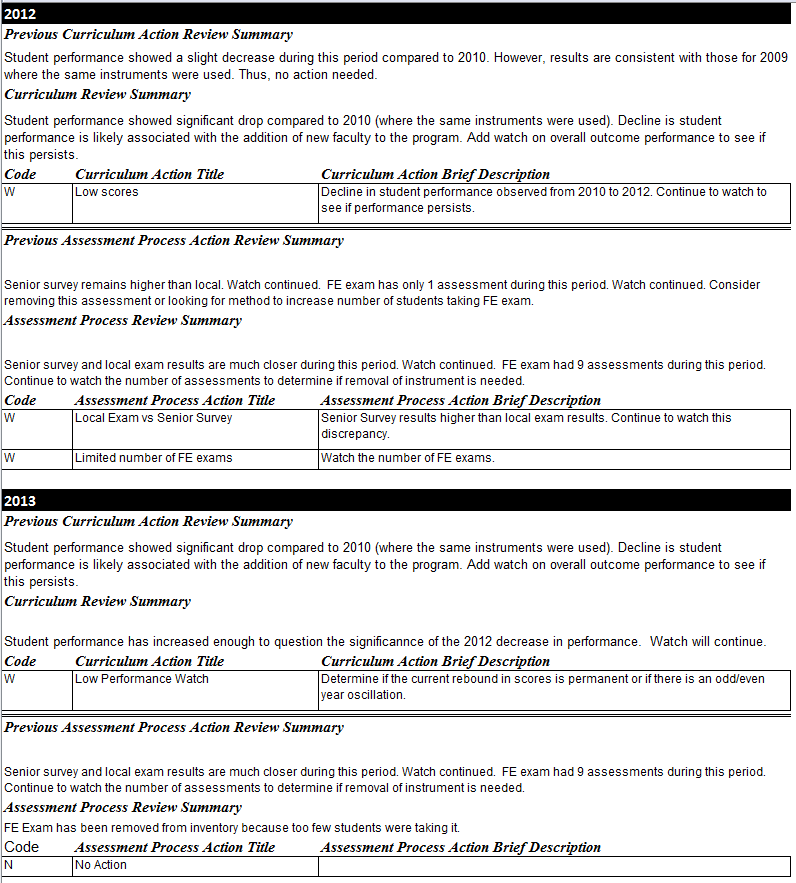 2012
Previous Curriculum Action Review Summary
Student performance showed a slight decrease during this period compared to 2010. However, results are consistent with those for 2009
where the same instruments were used. Thus, no action needed.
Curriculum Review Summary
Student performance showed significant drop compared to 2010 (where the same instruments were used). Decline is student
performance is likely associated with the addition of new faculty to the program. Add watch on overall outcome performance to see if
this persists.
Code Curriculum Action Title Curriculum Action Brief Description
W Low scores Decline in student performance observed from 2010 to 2012. Continue to watch to
see if performance persists.
Previous Assessment Process Action Review Summary
Senior survey remains higher than local. Watch continued. FE exam has only 1 assessment during this period. Watch continued. Consider
removing this assessment or looking for method to increase number of students taking FE exam.
Assessment Process Review Summary
Senior survey and local exam results are much closer during this period. Watch continued. FE exam had 9 assessments during this period.
Continue to watch the number of assessments to determine if removal of instrument is needed.
Code Assessment Process Action Title Assessment Process Action Brief Description
W Local Exam vs Senior Survey Senior Survey results higher than local exam results. Continue to watch this
discrepancy.
W Limited number of FE exams Watch the number of FE exams.
2013
Previous Curriculum Action Review Summary
Student performance showed significant drop compared to 2010 (where the same instruments were used). Decline is student
performance is likely associated with the addition of new faculty to the program. Add watch on overall outcome performance to see if
this persists.
Curriculum Review Summary
Student performance has increased enough to question the significannce of the 2012 decrease in performance. Watch will continue.
Code Curriculum Action Title Curriculum Action Brief Description
W Low Performance Watch Determine if the current rebound in scores is permanent or if there is an odd/even
year oscillation.
Previous Assessment Process Action Review Summary
Senior survey and local exam results are much closer during this period. Watch continued. FE exam had 9 assessments during this period.
Continue to watch the number of assessments to determine if removal of instrument is needed.
Assessment Process Review Summary
FE Exam has been removed from inventory because too few students were taking it.
Code Assessment Process Action Title Assessment Process Action Brief Description
N No Action